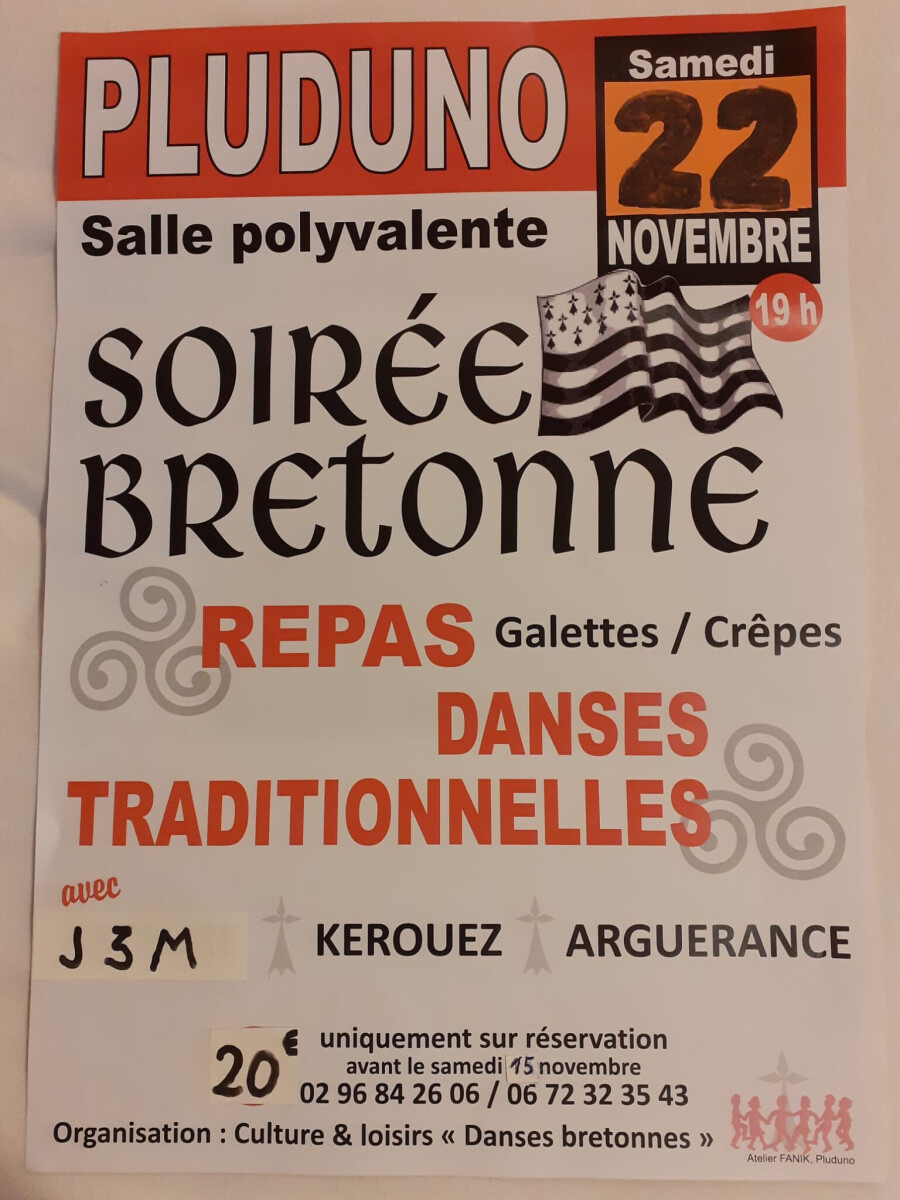 PLUDUNO
Samedi
22
NOVEMBRE
19 h
Salle polyvalente
SOIRÉE
BRETONNE
REPAS Galettes / Crêpes
DANSES
TRADITIONNELLES
avec
J 3 M KEROUEZ ARGUERANCE
20€ uniquement sur réservation
avant le samedi 15 novembre
02 96 84 26 06 / 06 72 32 35 43
Organisation : Culture & loisirs « Danses bretonnes »
Atelier FANIK, Pluduno